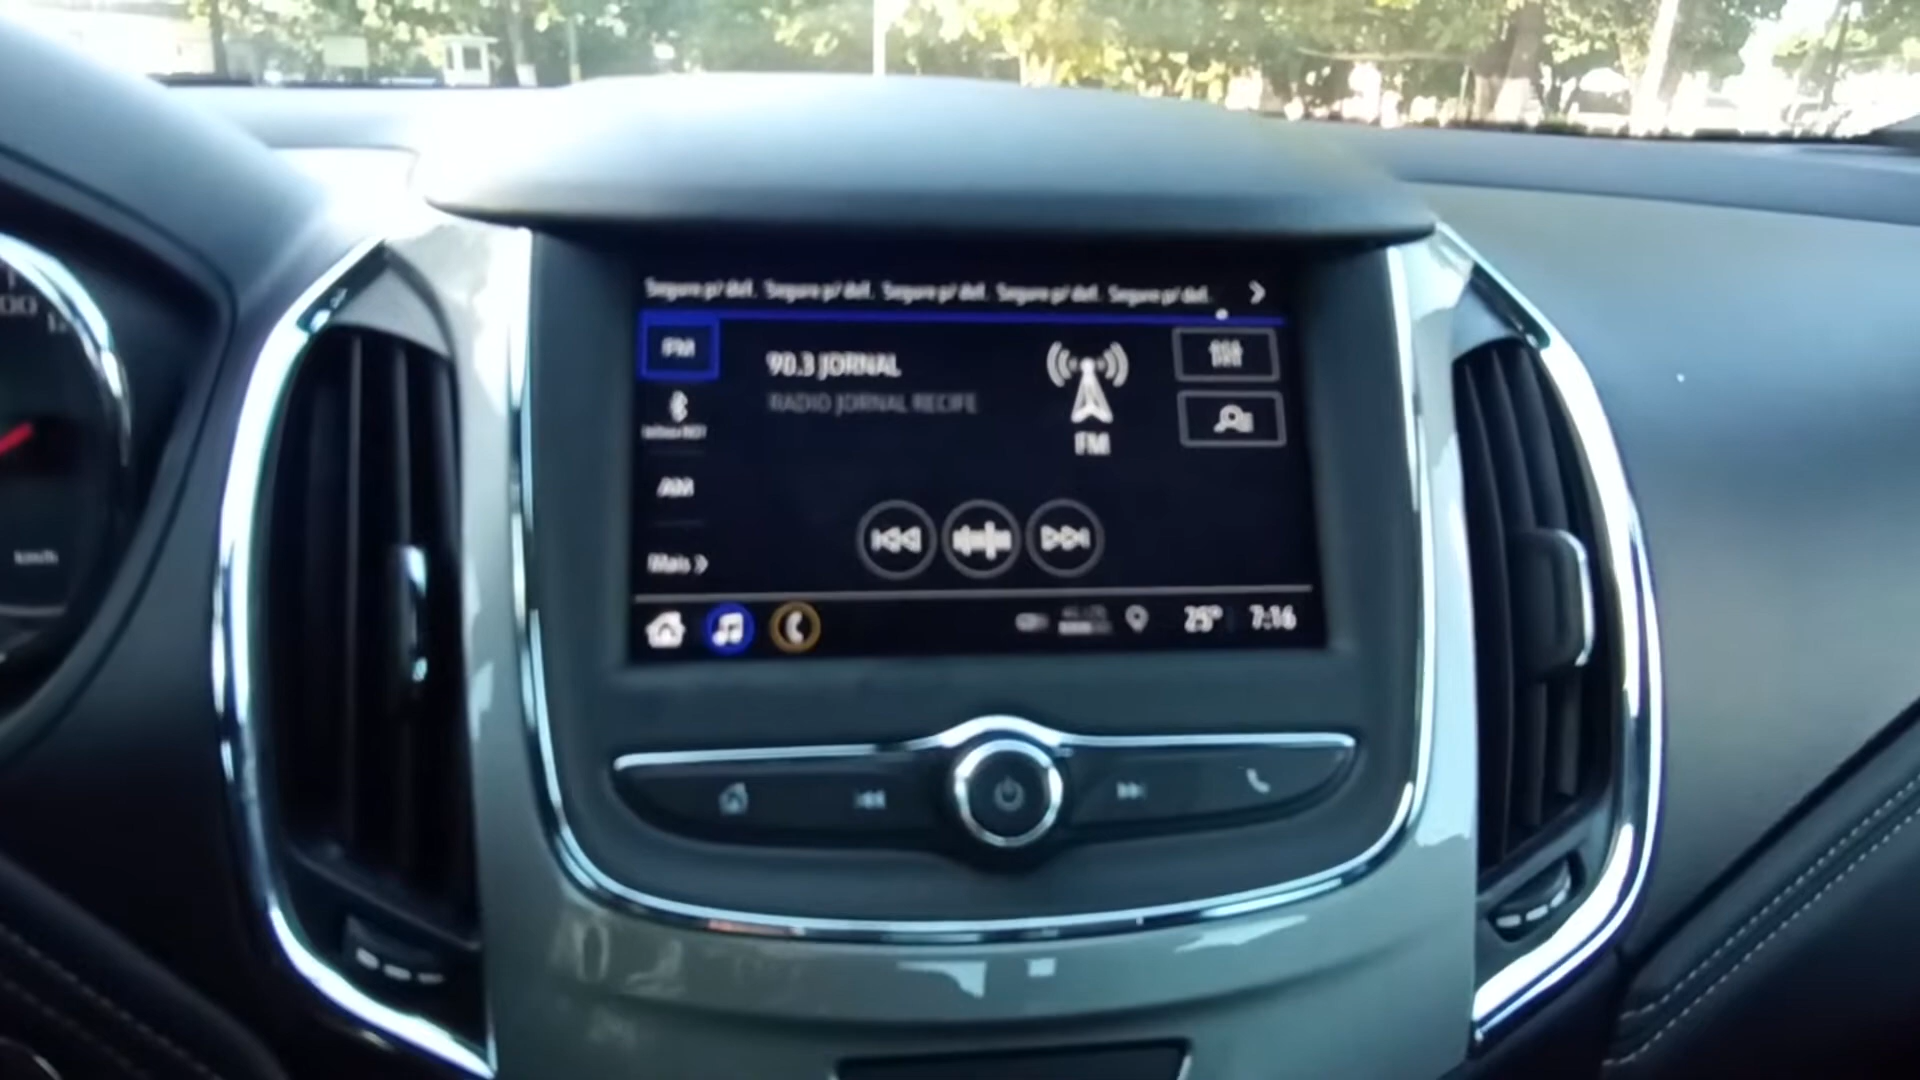 Segure p/ def. Segure p/ def. Segure p/ def. Segure p/ def. Segure p/ def.
FM
90.3 JORNAL
RADIO JORNAL RECIFE
FM
AM
Mais
25° 7:16
km/h